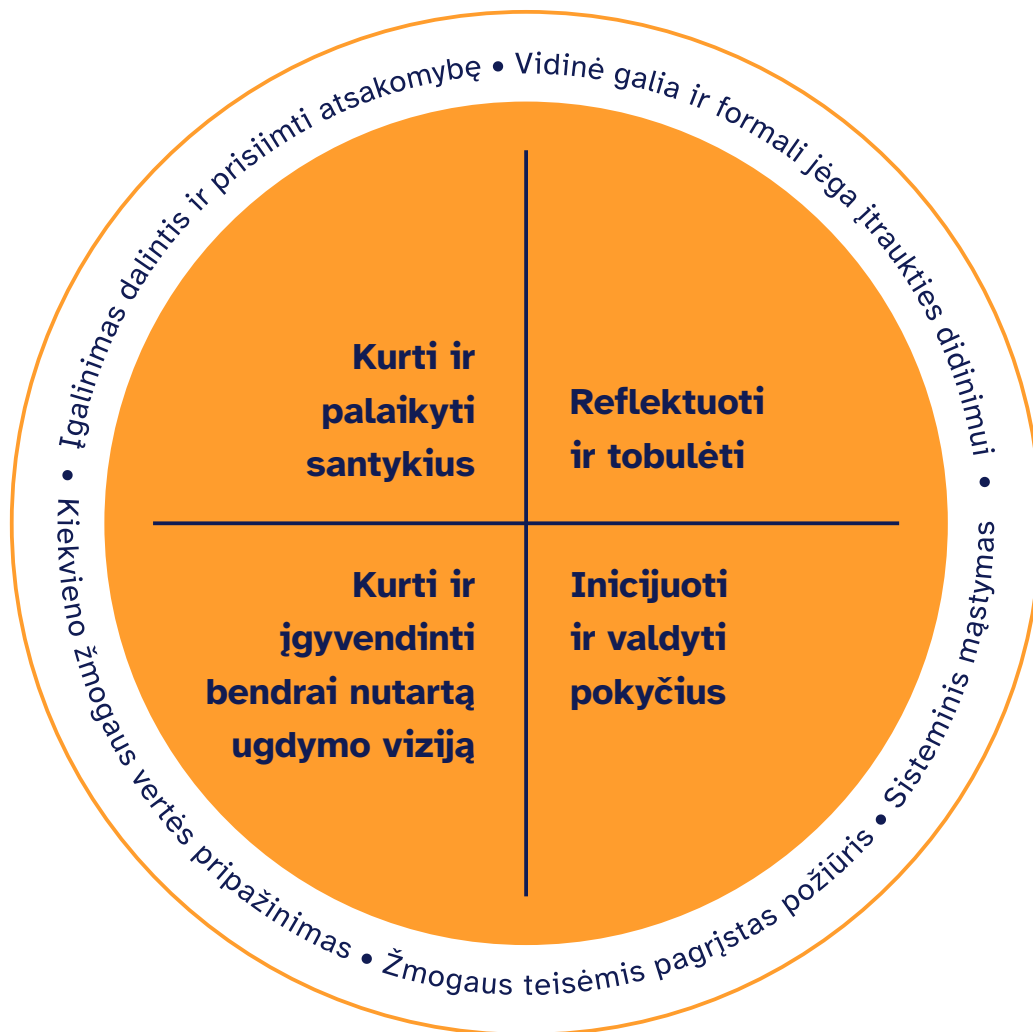 Įgalinimas dalintis ir prisiimti atsakomybę • Vidinė galia ir formali jėga įtraukties didinimui • Sisteminis mąstymas • Žmogaus teisėmis pagrįstas požiūris • Kiekvieno žmogaus vertės pripažinimas •
Kurti ir
palaikyti
santykius
Reflektuoti
ir tobulėti
Kurti ir
įgyvendinti
bendrai nutartą
ugdymo viziją
Inicijuoti
ir valdyti
pokyčius